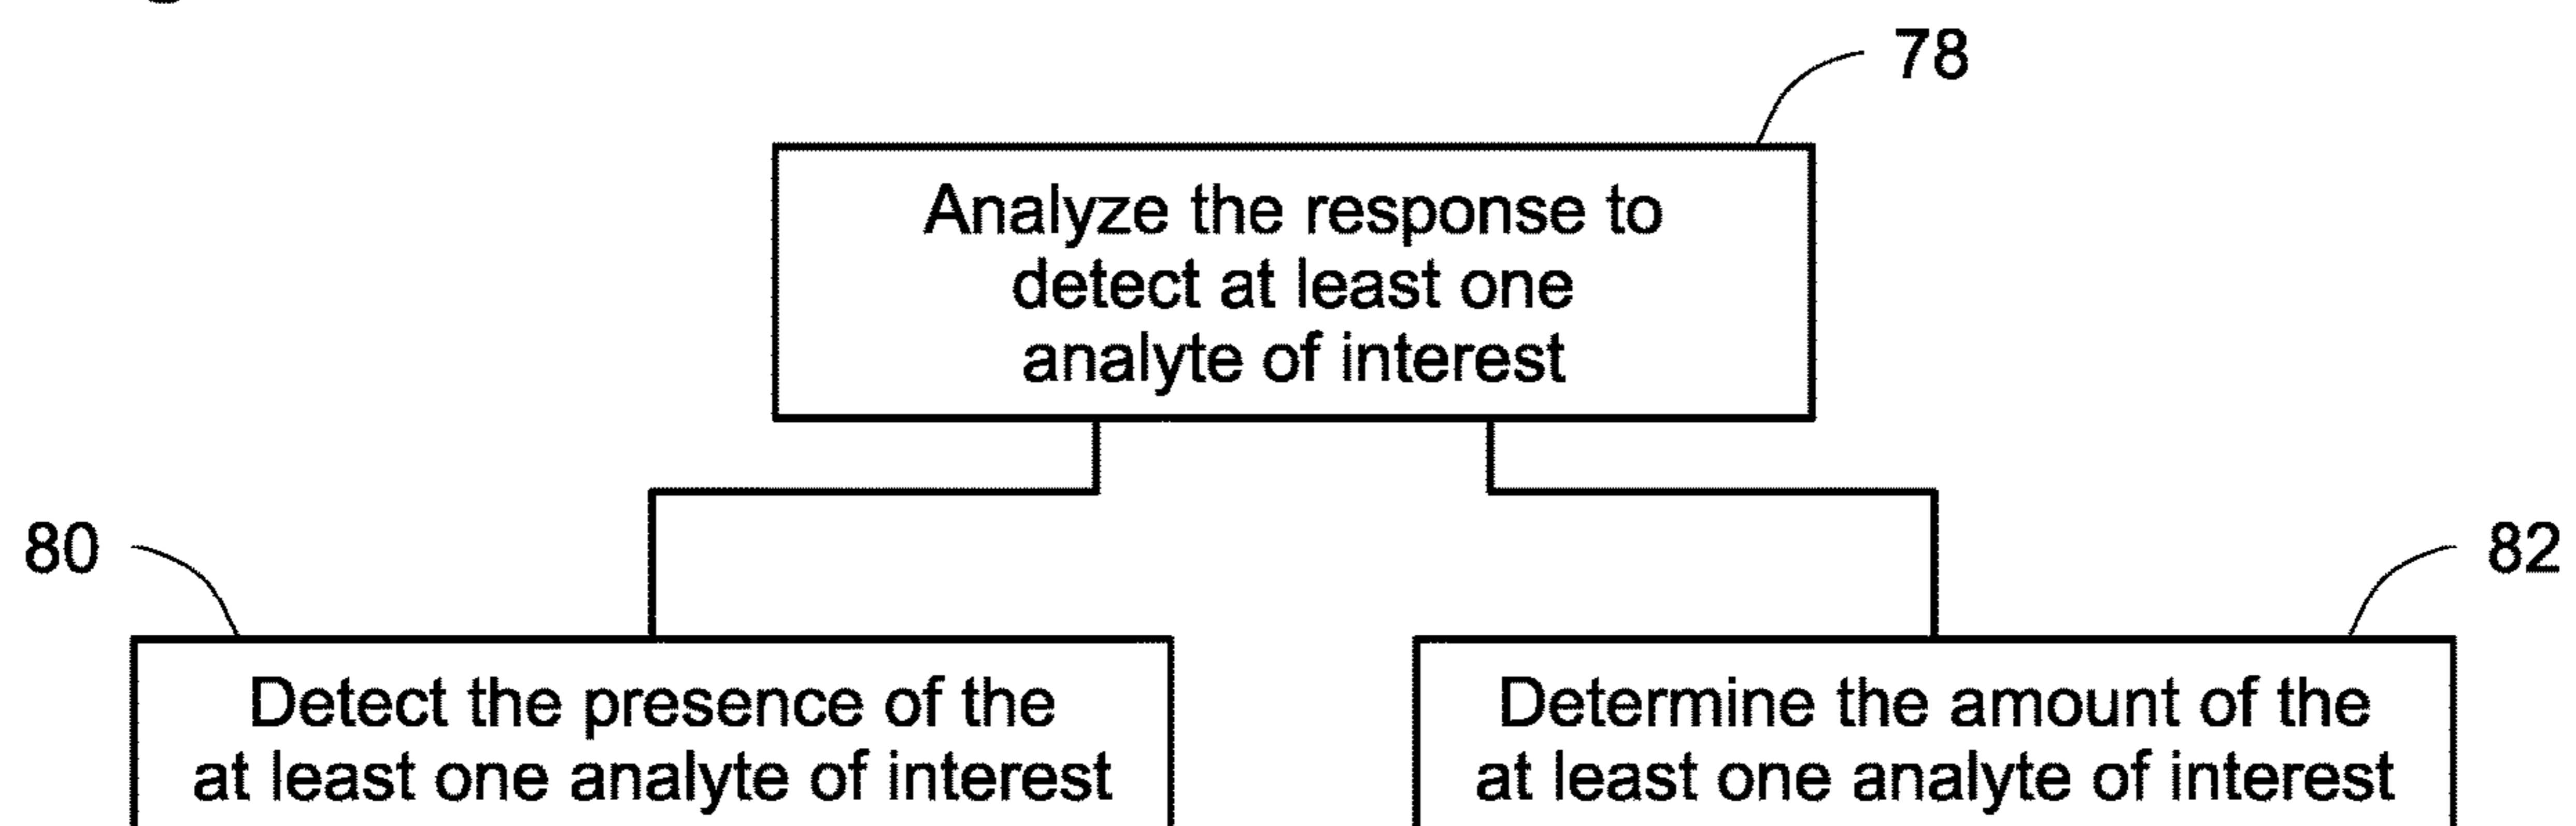 78
Analyze the response to
detect at least one
analyte of interest
80
82
Detect the presence of the
at least one analyte of interest
Determine the amount of the
at least one analyte of interest